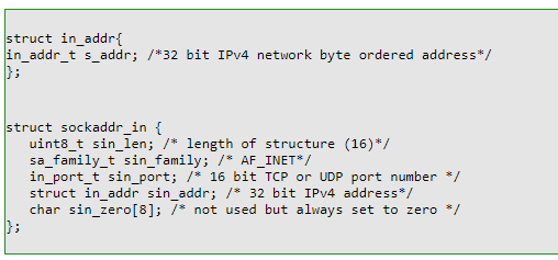 struct in_addr{
in_addr_t s_addr; /*32 bit IPv4 network byte ordered address*/
};
struct sockaddr_in {
uint8_t sin_len; /* length of structure (16)*/
sa_family_t sin_family; /* AF_INET*/
in_port_t sin_port; /* 16 bit TCP or UDP port number */
struct in_addr sin_addr; /* 32 bit IPv4 address*/
char sin_zero[8]; /* not used but always set to zero */
};